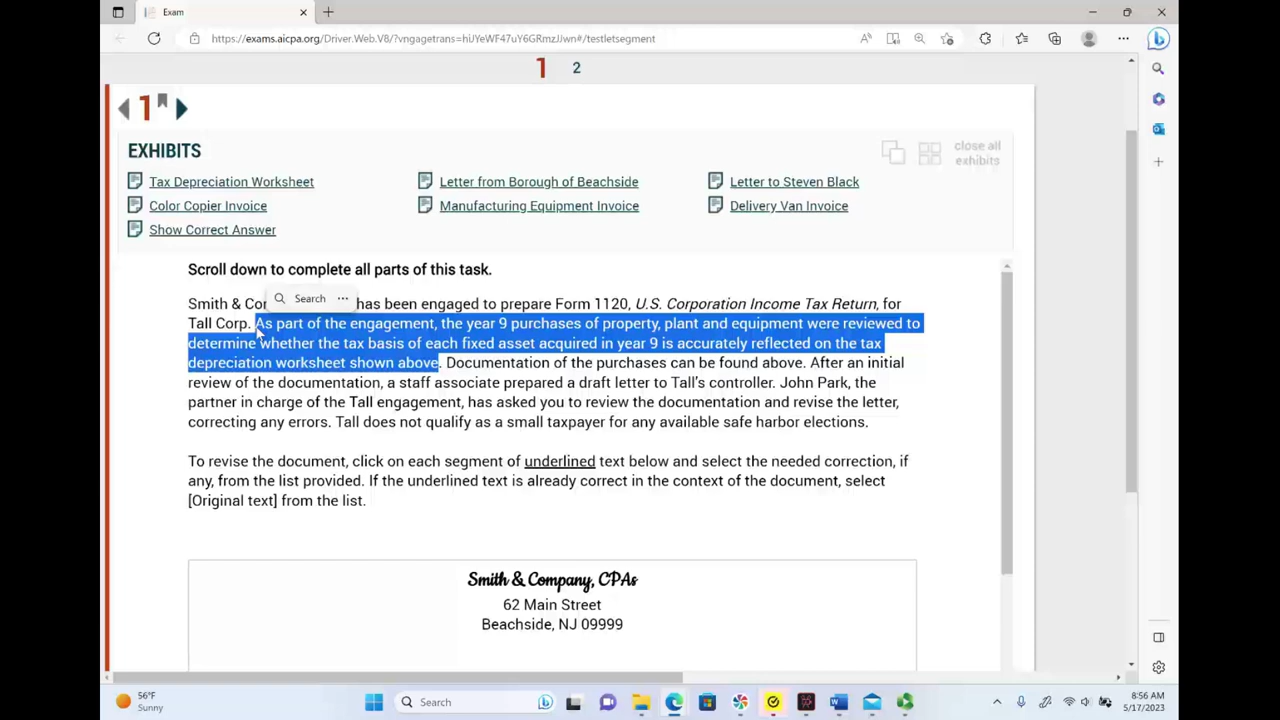 Exam
https://exams.aicpa.org/Driver.Web.V8/?vngagetrans=hUYeWF47uY6GRmzJJwn#/testletsegment
1 2
1
EXHIBITS
close all
exhibits
Tax Depreciation Worksheet
Letter from Borough of Beachside
Letter to Steven Black
Color Copier Invoice
Manufacturing Equipment Invoice
Delivery Van Invoice
Show Correct Answer
Scroll down to complete all parts of this task.
Search
Smith & Co has been engaged to prepare Form 1120, U.S. Corporation Income Tax Return, for
Tall Corp. As part of the engagement, the year 9 purchases of property, plant and equipment were reviewed to
determine whether the tax basis of each fixed asset acquired in year 9 is accurately reflected on the tax
depreciation worksheet shown above. Documentation of the purchases can be found above. After an initial
review of the documentation, a staff associate prepared a draft letter to Tall's controller. John Park, the
partner in charge of the Tall engagement, has asked you to review the documentation and revise the letter,
correcting any errors. Tall does not qualify as a small taxpayer for any available safe harbor elections.
To revise the document, click on each segment of underlined text below and select the needed correction, if
any, from the list provided. If the underlined text is already correct in the context of the document, select
[Original text] from the list.
Smith & Company, CPAs
62 Main Street
Beachside, NJ 09999
56°F
Sunny
Search
8:56 AM
5/17/2023